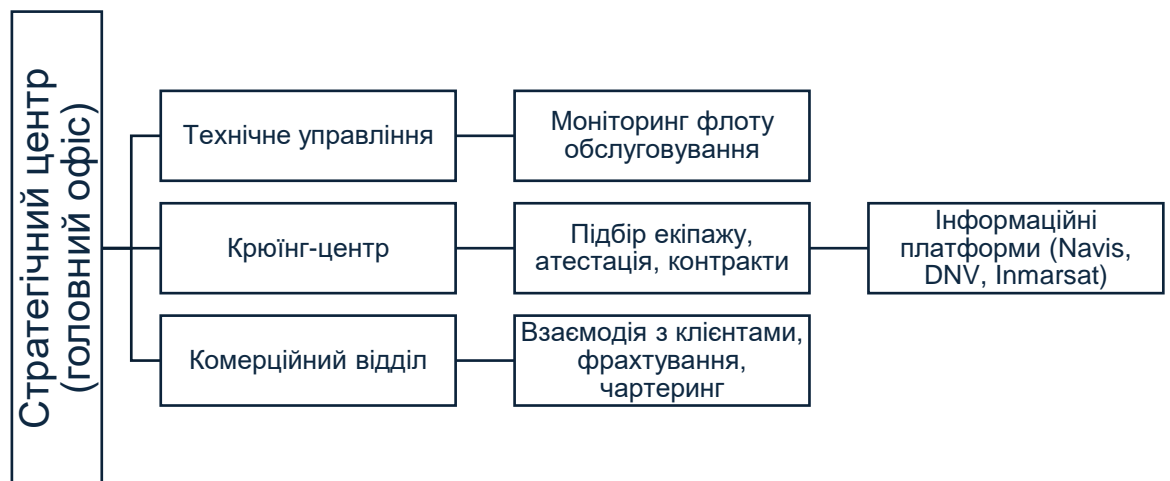 Стратегічний центр
(головний офіс)
Технічне управління
Моніторинг флоту
обслуговування
Крюїнг-центр
Підбір екіпажу,
атестація, контракти
Інформаційні
платформи (Navis,
DNV, Inmarsat)
Комерційний відділ
Взаємодія з клієнтами,
фрахтування,
чартеринг